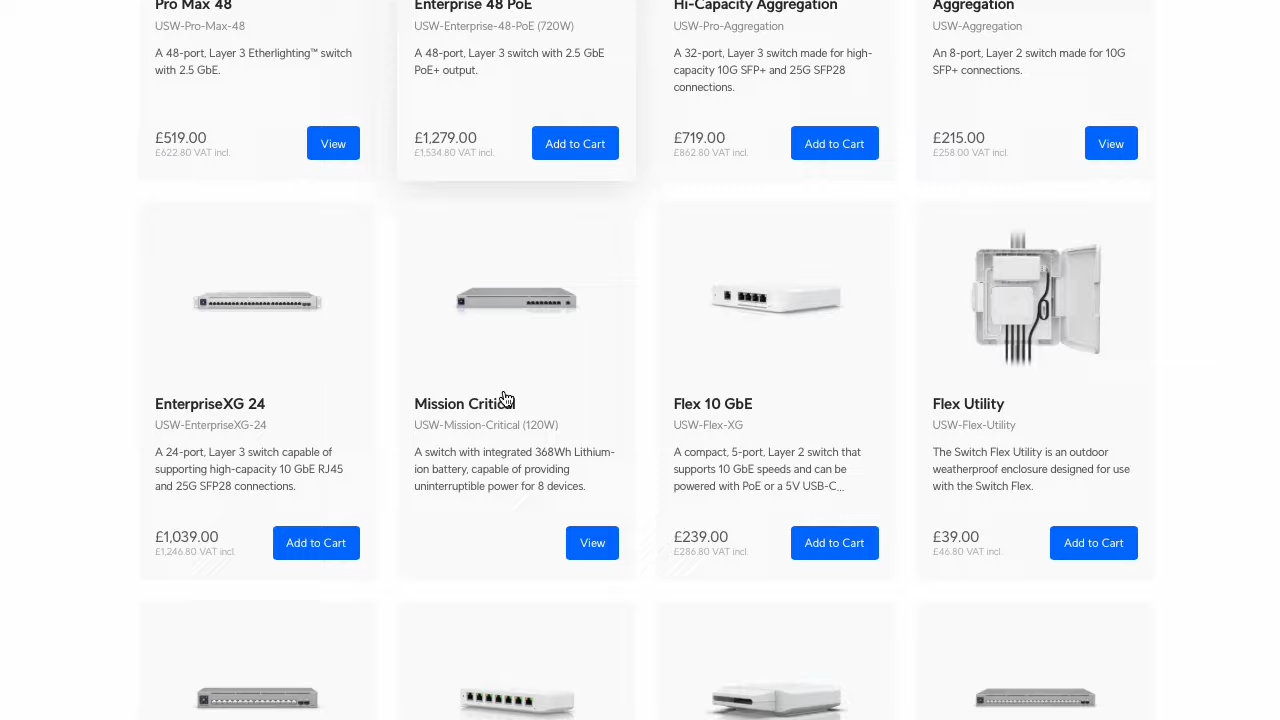 Pro Max 48
USW-Pro-Max-48
A 48-port, Layer 3 Etherlighting™ switch
with 2.5 GbE.
£519.00
£622.80 VAT incl.
View
Enterprise 48 PoE
USW-Enterprise-48-PoE (720W)
A 48-port, Layer 3 switch with 2.5 GbE
PoE+ output.
£1,279.00
£1,534.80 VAT incl.
Add to Cart
Hi-Capacity Aggregation
USW-Pro-Aggregation
A 32-port, Layer 3 switch made for high-
capacity 10G SFP+ and 25G SFP28
connections.
£719.00
£862.80 VAT incl.
Add to Cart
Aggregation
USW-Aggregation
An 8-port, Layer 2 switch made for 10G
SFP+ connections.
£215.00
£258.00 VAT incl.
View
EnterpriseXG 24
USW-EnterpriseXG-24
A 24-port, Layer 3 switch capable of
supporting high-capacity 10 GbE RJ45
and 25G SFP28 connections.
£1,039.00
£1,246.80 VAT incl.
Add to Cart
Mission Critical
USW-Mission-Critical (120W)
A switch with integrated 368Wh Lithium-
ion battery, capable of providing
uninterruptible power for 8 devices.
View
Flex 10 GbE
USW-Flex-XG
A compact, 5-port, Layer 2 switch that
supports 10 GbE speeds and can be
powered with PoE or a 5V USB-C...
£239.00
£286.80 VAT incl.
Add to Cart
Flex Utility
USW-Flex-Utility
The Switch Flex Utility is an outdoor
weatherproof enclosure designed for use
with the Switch Flex.
£39.00
£46.80 VAT incl.
Add to Cart